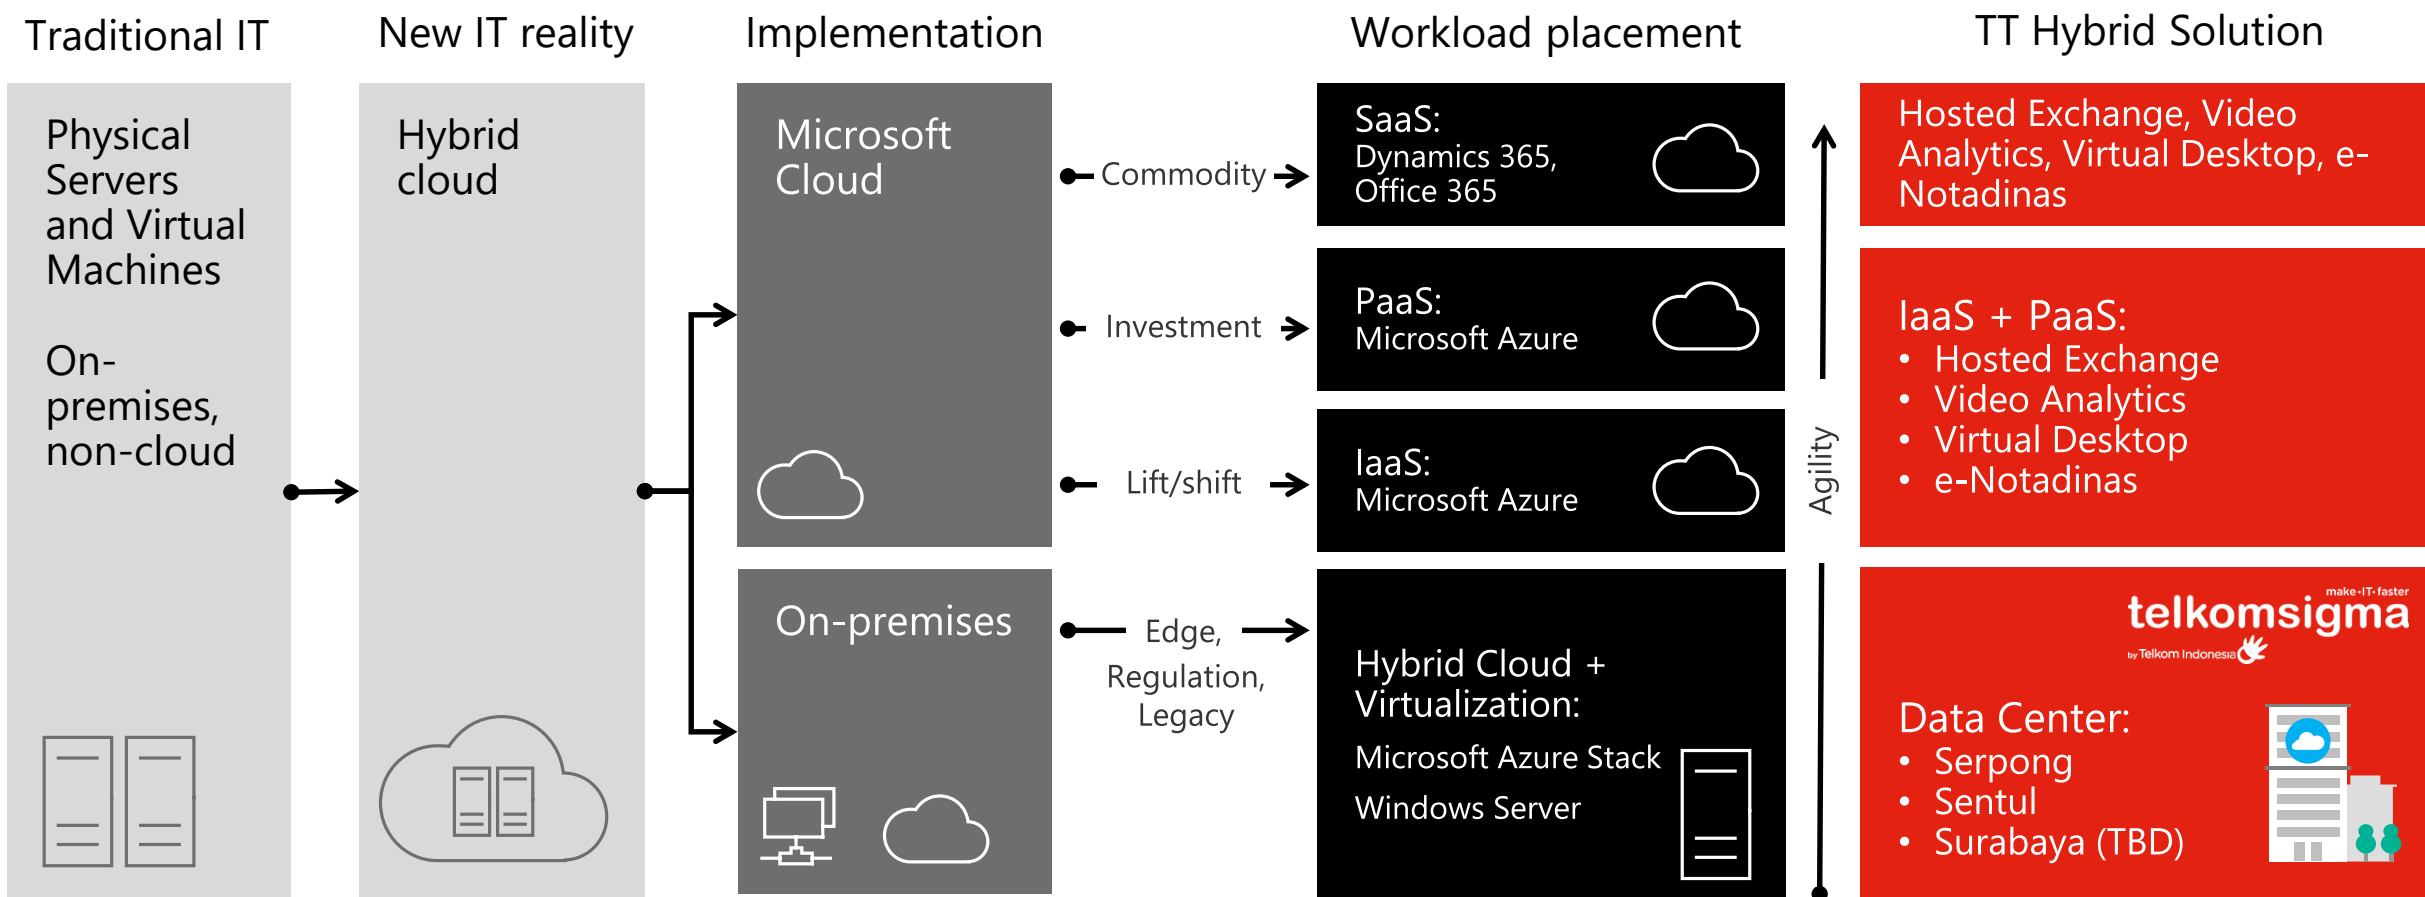 Traditional IT
New IT reality
Implementation
Workload placement
TT Hybrid Solution
Physical
Servers
and Virtual
Machines
On-
premises,
non-cloud
Hybrid
cloud
Microsoft
Cloud
On-premises
Commodity
Investment
Lift/shift
Edge,
Regulation,
Legacy
SaaS:
Dynamics 365,
Office 365
PaaS:
Microsoft Azure
IaaS:
Microsoft Azure
Hybrid Cloud +
Virtualization:
Microsoft Azure Stack
Windows Server
Agility
Hosted Exchange, Video
Analytics, Virtual Desktop, e-
Notadinas
IaaS + PaaS:
• Hosted Exchange
• Video Analytics
• Virtual Desktop
• e-Notadinas
make•IT•faster
telkomsigma
by Telkom Indonesia
Data Center:
• Serpong
• Sentul
• Surabaya (TBD)